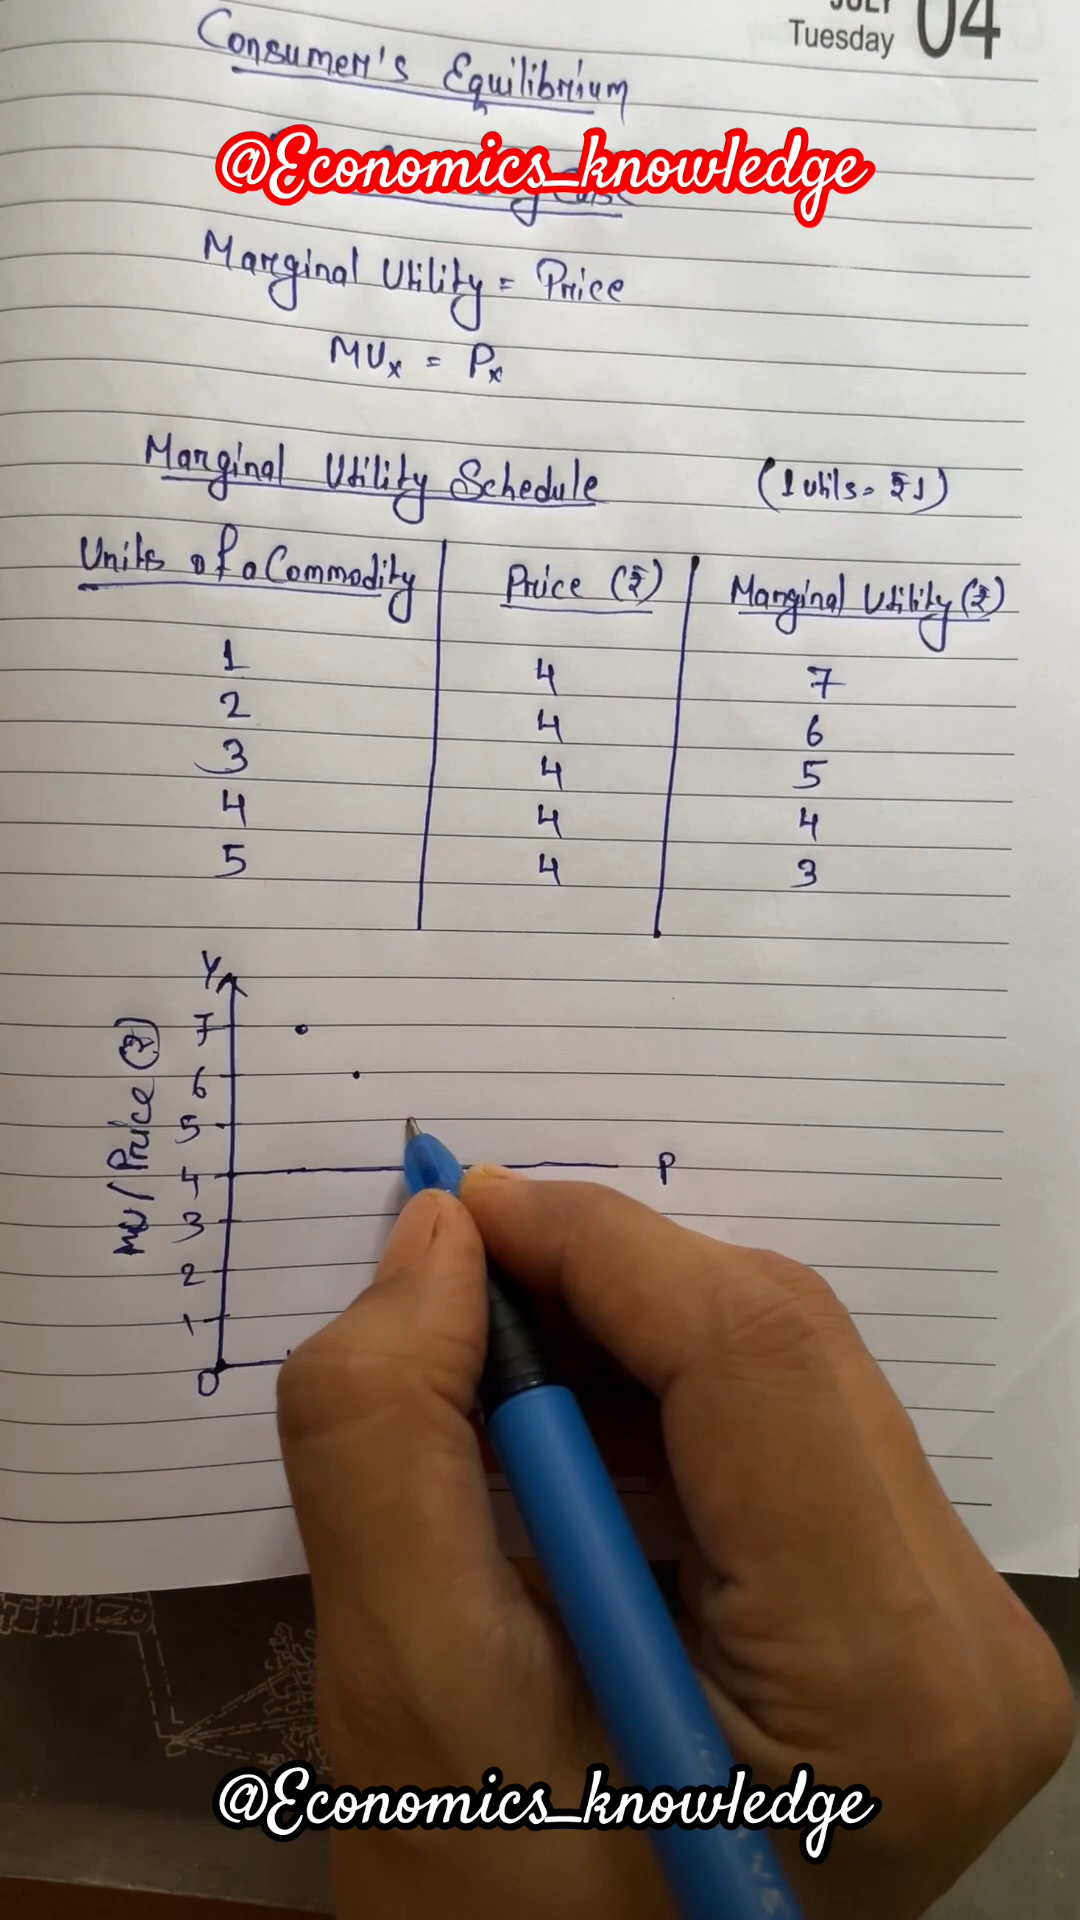 JULY 04
Tuesday
Consumer's Equilibrium
@Economics_knowledge
Marginal Utility = Price
MUx = Px
Marginal Utility Schedule (1 utils = ₹1)
Units of a Commodity Price (₹) Marginal Utility (₹)
1 4 7
2 4 6
3 4 5
4 4 4
5 4 3
Y
7
6
5
4 P
3
2
1
O
MU/Price (₹)
@Economics_knowledge